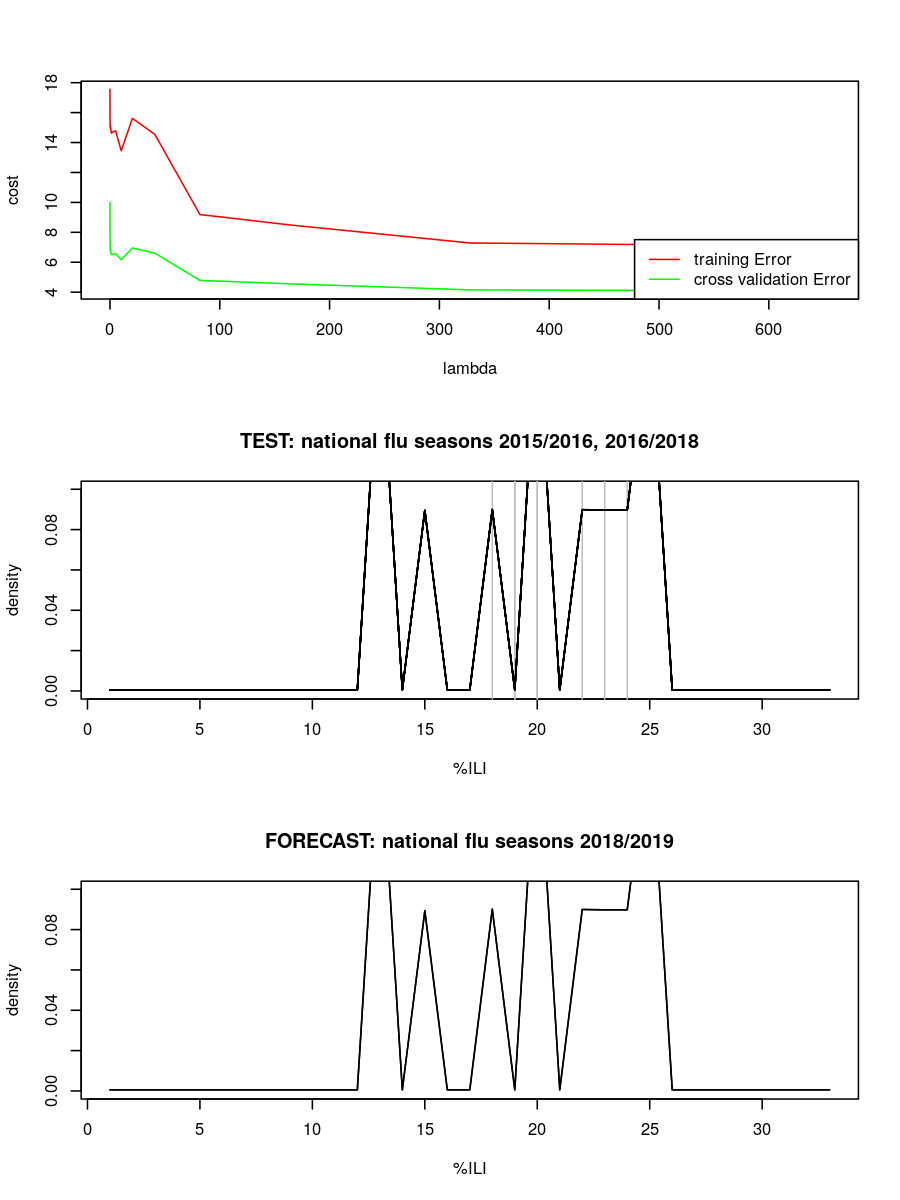 18
14
10
8
6
4
cost
training Error
cross validation Error
0 100 200 300 400 500 600
lambda
TEST: national flu seasons 2015/2016, 2016/2018
0.08
0.04
0.00
density
0 5 10 15 20 25 30
%ILI
FORECAST: national flu seasons 2018/2019
0.08
0.04
0.00
density
0 5 10 15 20 25 30
%ILI